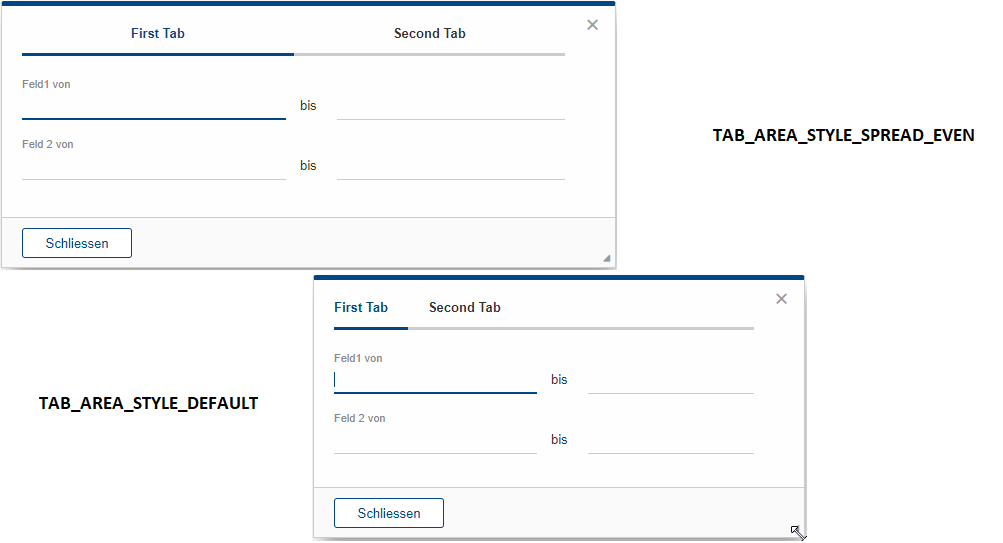 First Tab Second Tab
Feld1 von
bis
Feld 2 von
bis
Schliessen
TAB_AREA_STYLE_SPREAD_EVEN
First Tab Second Tab
Feld1 von
bis
Feld 2 von
bis
Schliessen
TAB_AREA_STYLE_DEFAULT